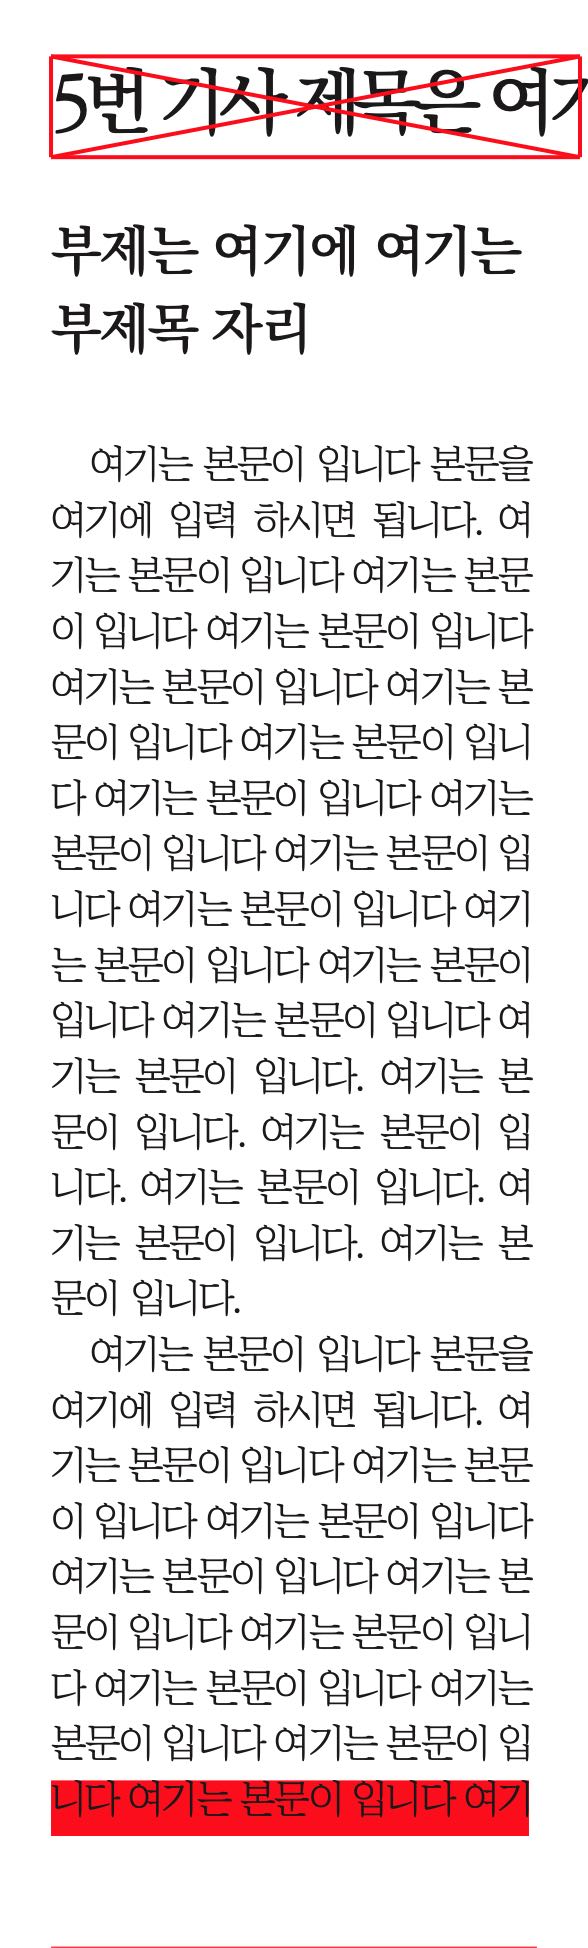 5번 기사 제목은 여기
부제는 여기에 여기는
부제목 자리
여기는 본문이 입니다 본문을
여기에 입력 하시면 됩니다. 여
기는 본문이 입니다 여기는 본문
이 입니다 여기는 본문이 입니다
여기는 본문이 입니다 여기는 본
문이 입니다 여기는 본문이 입니
다 여기는 본문이 입니다 여기는
본문이 입니다 여기는 본문이 입
니다 여기는 본문이 입니다 여기
는 본문이 입니다 여기는 본문이
입니다 여기는 본문이 입니다 여
기는 본문이 입니다. 여기는 본
문이 입니다. 여기는 본문이 입
니다. 여기는 본문이 입니다. 여
기는 본문이 입니다. 여기는 본
문이 입니다.
여기는 본문이 입니다 본문을
여기에 입력 하시면 됩니다. 여
기는 본문이 입니다 여기는 본문
이 입니다 여기는 본문이 입니다
여기는 본문이 입니다 여기는 본
문이 입니다 여기는 본문이 입니
다 여기는 본문이 입니다 여기는
본문이 입니다 여기는 본문이 입
니다 여기는 본문이 입니다 여기